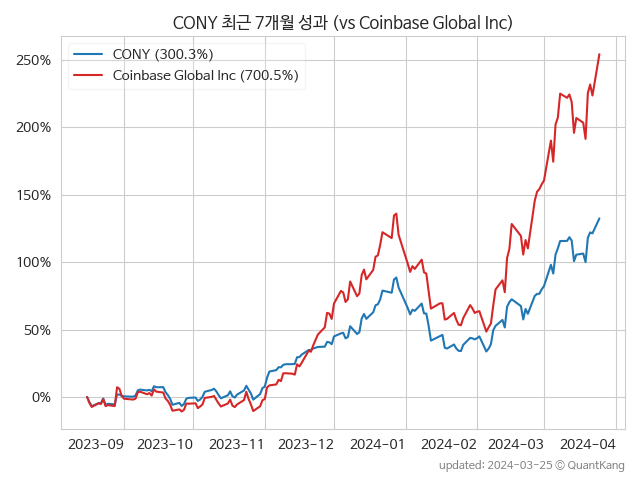 CONY 최근 7개월 성과 (vs Coinbase Global Inc)
CONY (300.3%)
Coinbase Global Inc (700.5%)
250%
200%
150%
100%
50%
0%
2023-09 2023-10 2023-11 2023-12 2024-01 2024-02 2024-03 2024-04
updated: 2024-03-25 © QuantKang